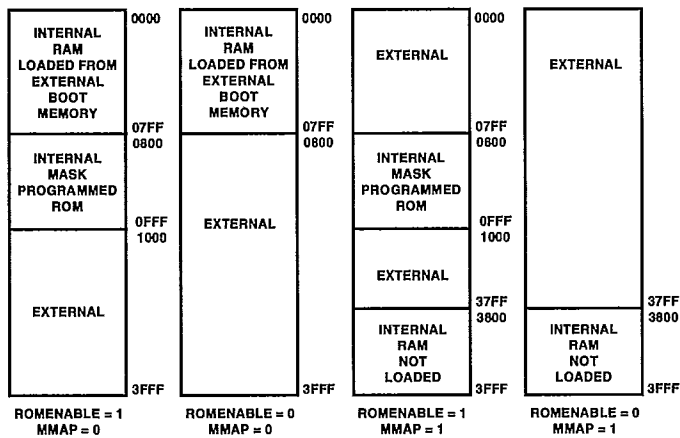 0000
INTERNAL
RAM
LOADED FROM
EXTERNAL
BOOT
MEMORY
07FF
0800
INTERNAL
MASK
PROGRAMMED
ROM
0FFF
1000
EXTERNAL
3FFF
ROMENABLE = 1
MMAP = 0
0000
INTERNAL
RAM
LOADED FROM
EXTERNAL
BOOT
MEMORY
07FF
0800
EXTERNAL
3FFF
ROMENABLE = 0
MMAP = 0
0000
EXTERNAL
07FF
0800
INTERNAL
MASK
PROGRAMMED
ROM
0FFF
1000
EXTERNAL
37FF
3800
INTERNAL
RAM
NOT
LOADED
3FFF
ROMENABLE = 1
MMAP = 1
0000
EXTERNAL
37FF
3800
INTERNAL
RAM
NOT
LOADED
3FFF
ROMENABLE = 0
MMAP = 1